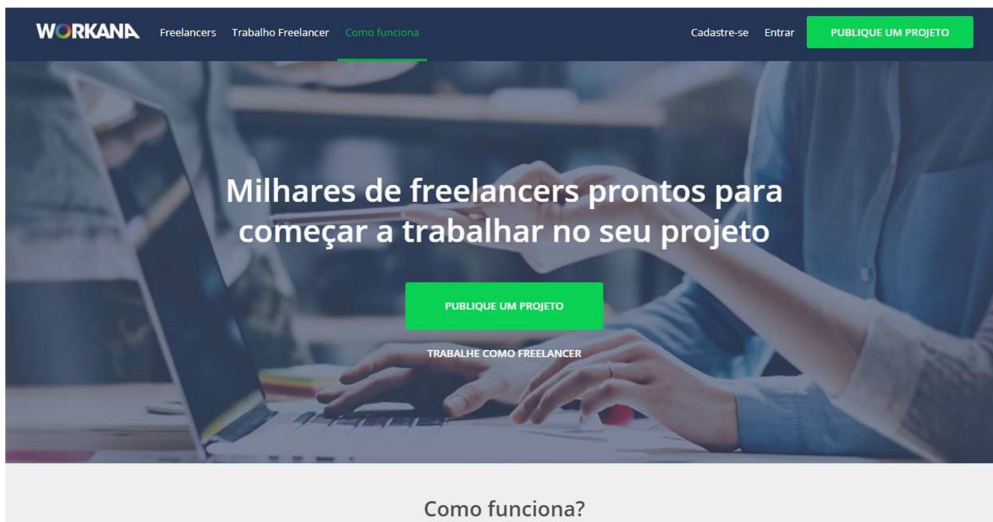 WORKANA
Freelancers Trabalho Freelancer Como funciona Cadastre-se Entrar PUBLIQUE UM PROJETO
Milhares de freelancers prontos para
começar a trabalhar no seu projeto
PUBLIQUE UM PROJETO
TRABALHE COMO FREELANCER
Como funciona?